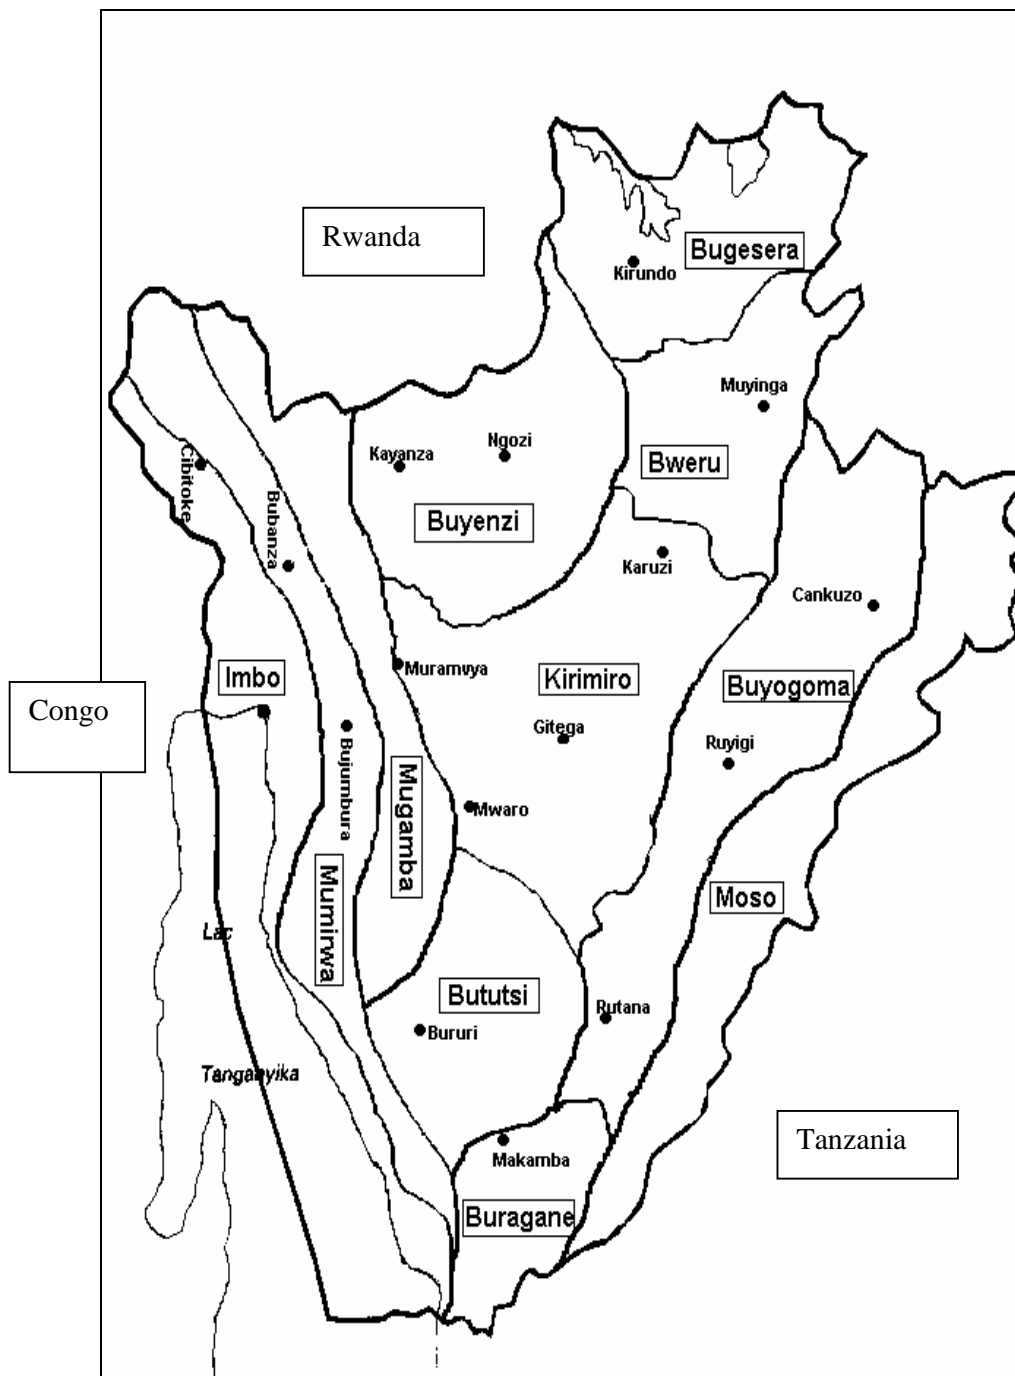 Rwanda
Bugesera
Kirundo
Muyinga
Ngozi
Kayanza
Bweru
Cibitoke
Bubanza
Buyenzi
Karuzi
Cankuzo
Muramvya
Imbo
Kirimiro
Buyogoma
Congo
Gitega
Ruyigi
Bujumbura
Mugamba
Mwaro
Mumirwa
Moso
Lac
Bututsi
Rutana
Bururi
Tanganyika
Tanzania
Makamba
Buragane